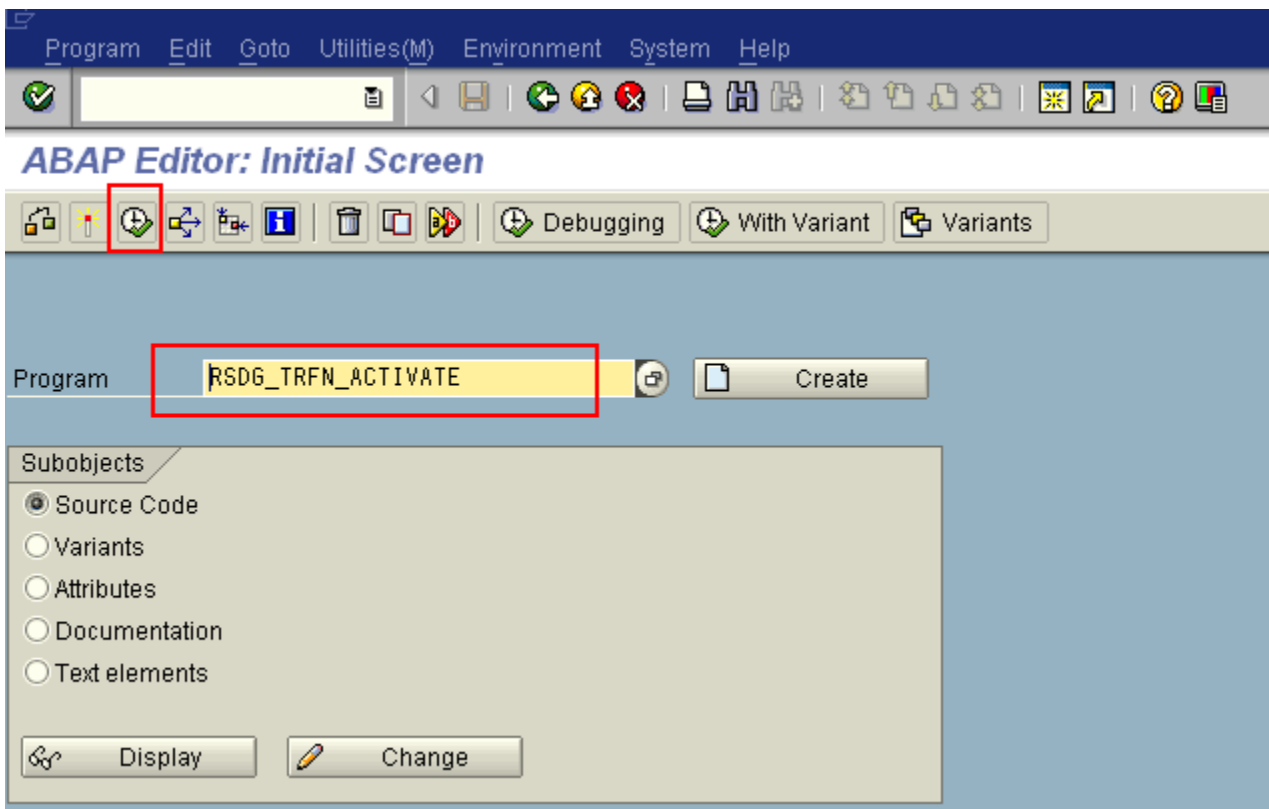 Program Edit Goto Utilities(M) Environment System Help
ABAP Editor: Initial Screen
Debugging With Variant Variants
Program RSDG_TRFN_ACTIVATE Create
Subobjects
Source Code
Variants
Attributes
Documentation
Text elements
Display Change